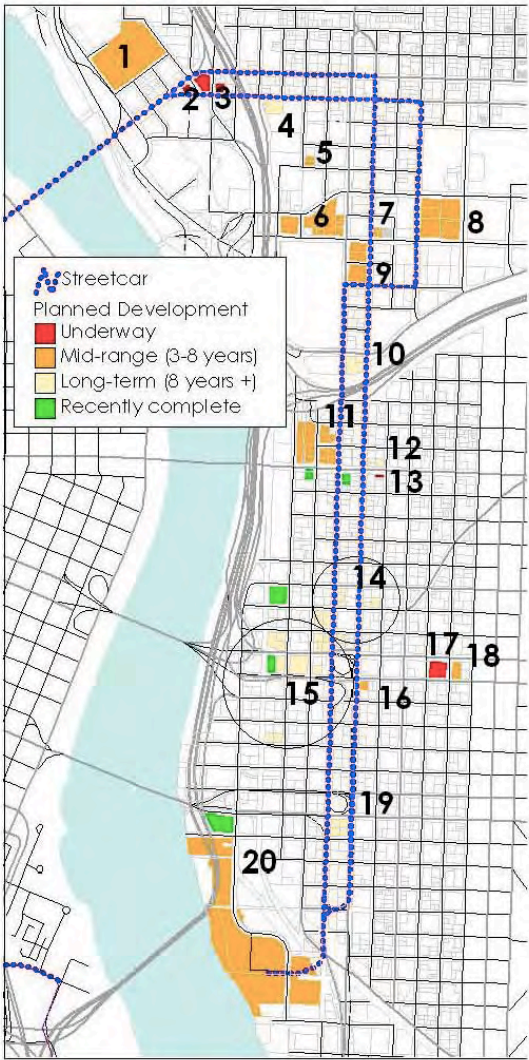 1
2 3
4
5
6 7 8
9
Streetcar
Planned Development
Underway
Mid-range (3-8 years)
Long-term (8 years +)
Recently complete
10
11
12
13
14
17 18
15 16
19
20